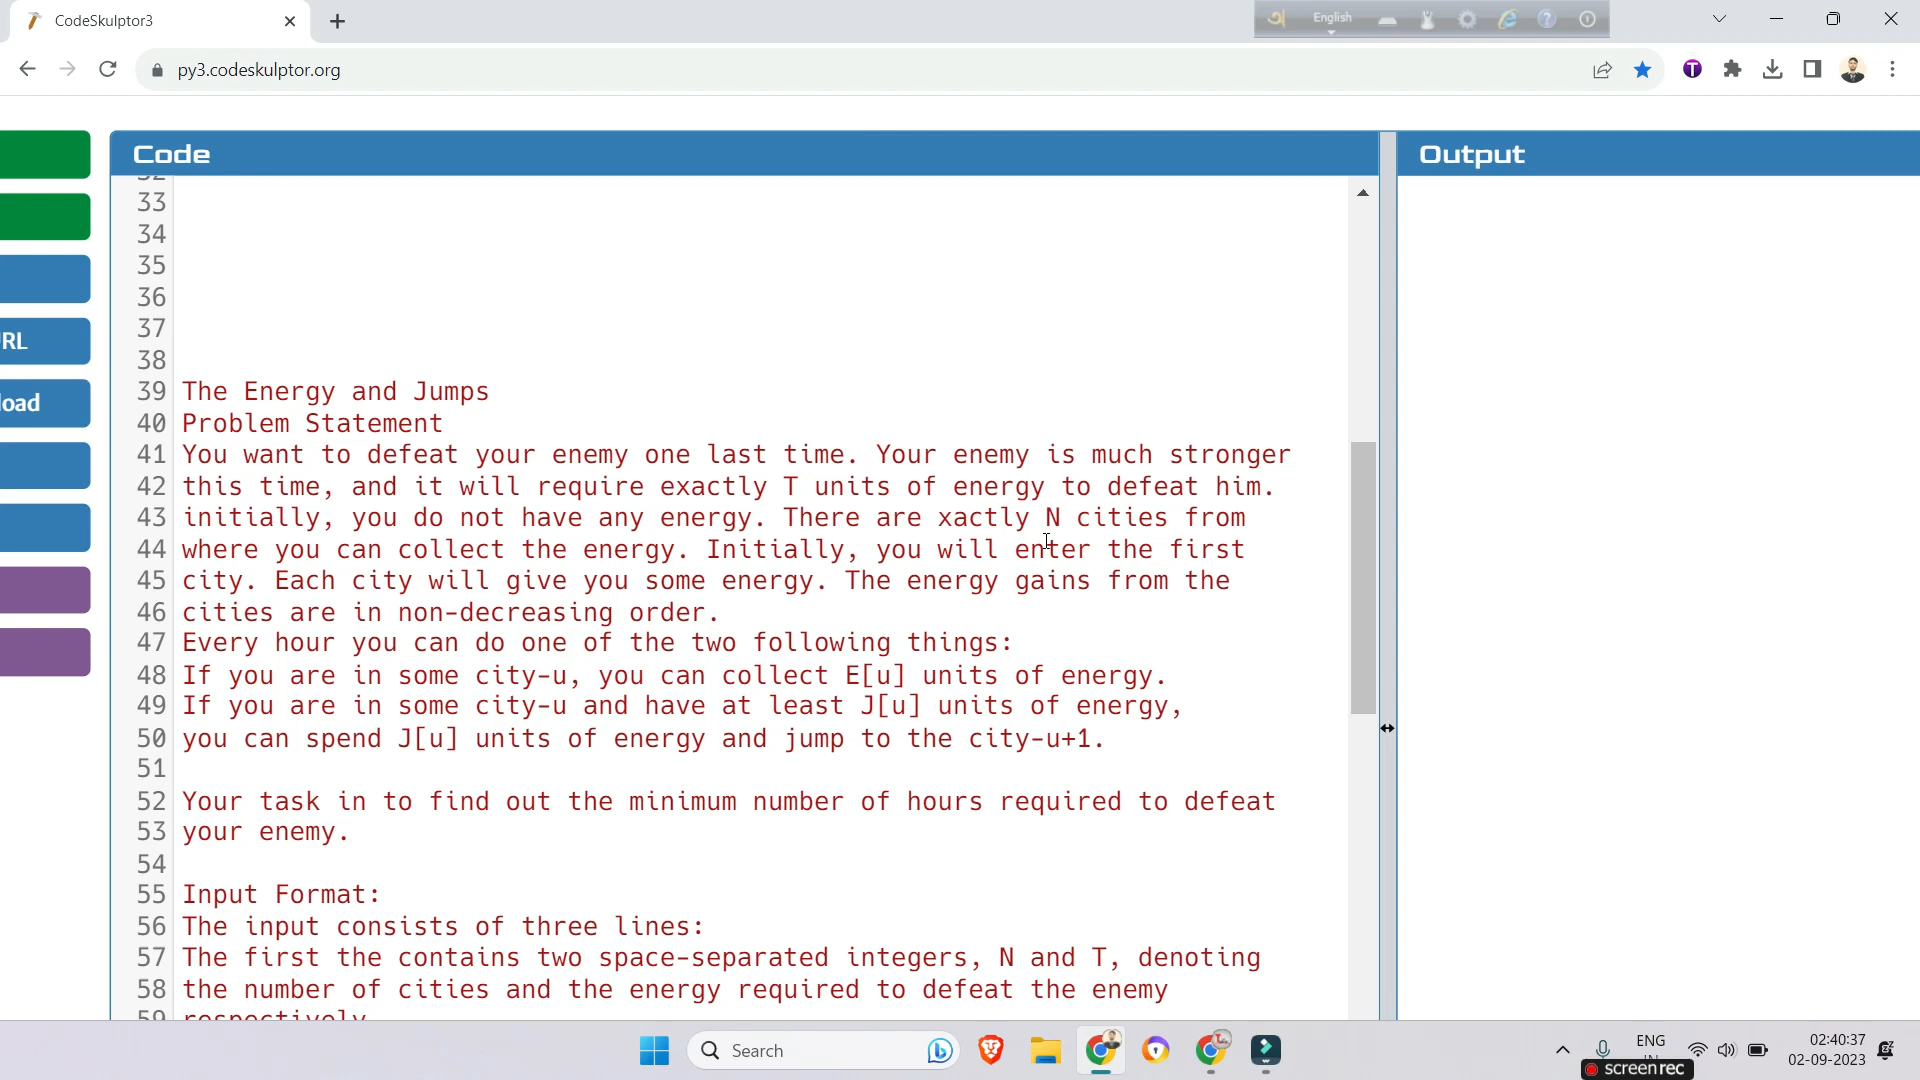 CodeSkulptor3
English
py3.codeskulptor.org
Code
Output
RL
load
32
33
34
35
36
37
38
39 The Energy and Jumps
40 Problem Statement
41 You want to defeat your enemy one last time. Your enemy is much stronger
42 this time, and it will require exactly T units of energy to defeat him.
43 initially, you do not have any energy. There are xactly N cities from
44 where you can collect the energy. Initially, you will enter the first
45 city. Each city will give you some energy. The energy gains from the
46 cities are in non-decreasing order.
47 Every hour you can do one of the two following things:
48 If you are in some city-u, you can collect E[u] units of energy.
49 If you are in some city-u and have at least J[u] units of energy,
50 you can spend J[u] units of energy and jump to the city-u+1.
51
52 Your task in to find out the minimum number of hours required to defeat
53 your enemy.
54
55 Input Format:
56 The input consists of three lines:
57 The first the contains two space-separated integers, N and T, denoting
58 the number of cities and the energy required to defeat the enemy
59 respectively
Search
ENG
IN
02:40:37
02-09-2023
screenrec